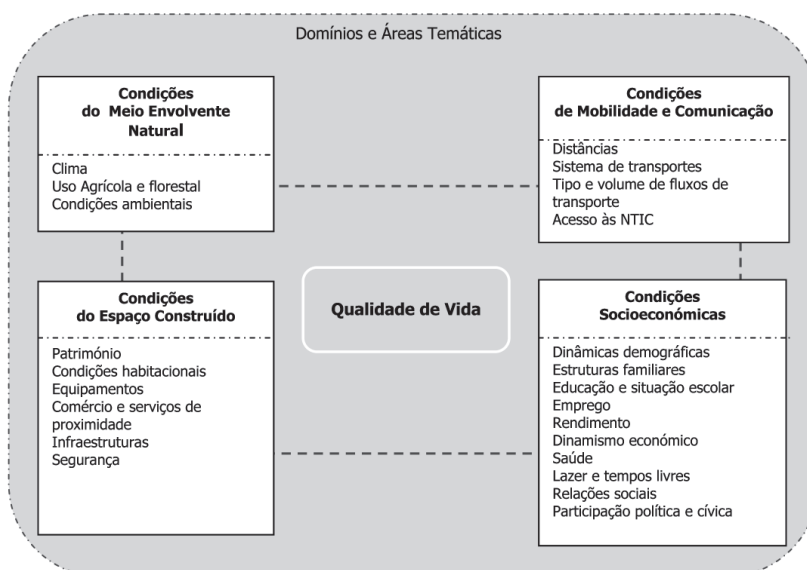 Domínios e Áreas Temáticas
Condições
do Meio Envolvente
Natural
Clima
Uso Agrícola e florestal
Condições ambientais
Condições
de Mobilidade e Comunicação
Distâncias
Sistema de transportes
Tipo e volume de fluxos de
transporte
Acesso às NTIC
Qualidade de Vida
Condições
do Espaço Construído
Património
Condições habitacionais
Equipamentos
Comércio e serviços de
proximidade
Infraestruturas
Segurança
Condições
Socioeconómicas
Dinâmicas demográficas
Estruturas familiares
Educação e situação escolar
Emprego
Rendimento
Dinamismo económico
Saúde
Lazer e tempos livres
Relações sociais
Participação política e cívica